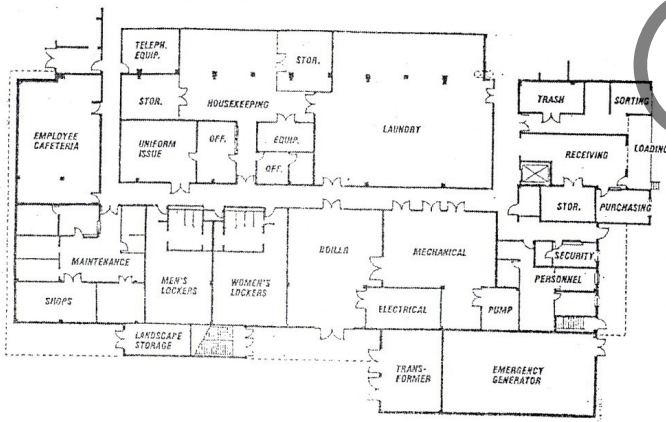 TELEPH.
EQUIP.
STOR.
STOR.
HOUSEKEEPING
TRASH
SORTING
EMPLOYEE
CAFETERIA
UNIFORM
ISSUE
OFF.
EQUIP.
OFF.
LAUNDRY
RECEIVING
LOADING
STOR.
PURCHASING
MAINTENANCE
SHOPS
MEN'S
LOCKERS
WOMEN'S
LOCKERS
BOILER
MECHANICAL
ELECTRICAL
PUMP
SECURITY
PERSONNEL
LANDSCAPE
STORAGE
TRANS-
FORMER
EMERGENCY
GENERATOR